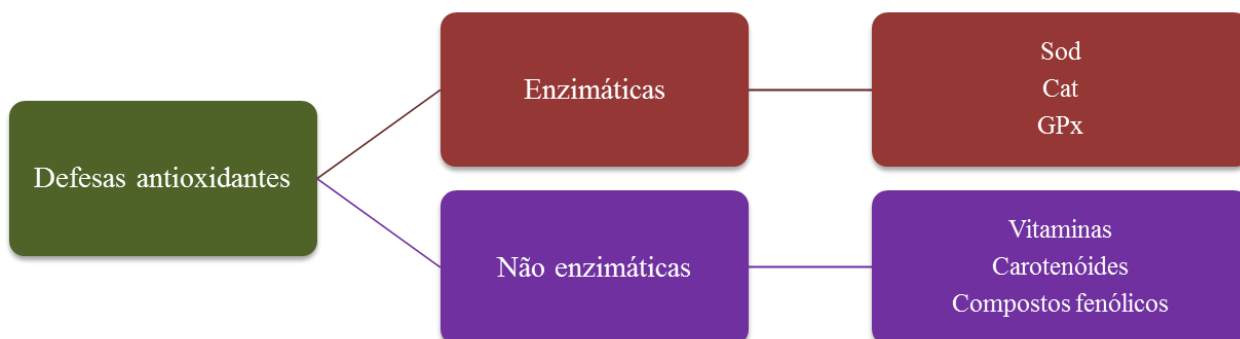 Defesas antioxidantes
Enzimáticas
Sod
Cat
GPx
Não enzimáticas
Vitaminas
Carotenóides
Compostos fenólicos